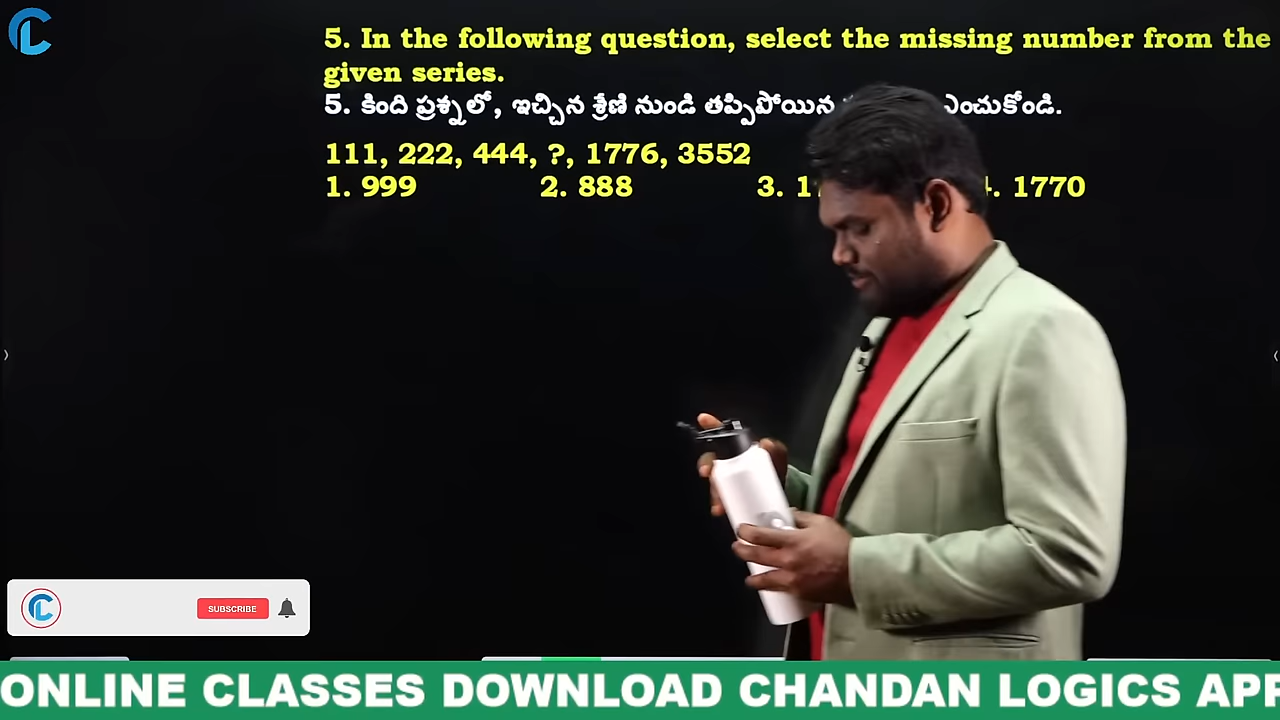 5. In the following question, select the missing number from the
given series.
5. కింది ప్రశ్నలో, ఇచ్చిన శ్రేణి నుండి తప్పిపోయిన ఎంచుకోండి.
111, 222, 444, ?, 1776, 3552
1. 999 2. 888 3. 4. 1770
SUBSCRIBE
ONLINE CLASSES DOWNLOAD CHANDAN LOGICS APP